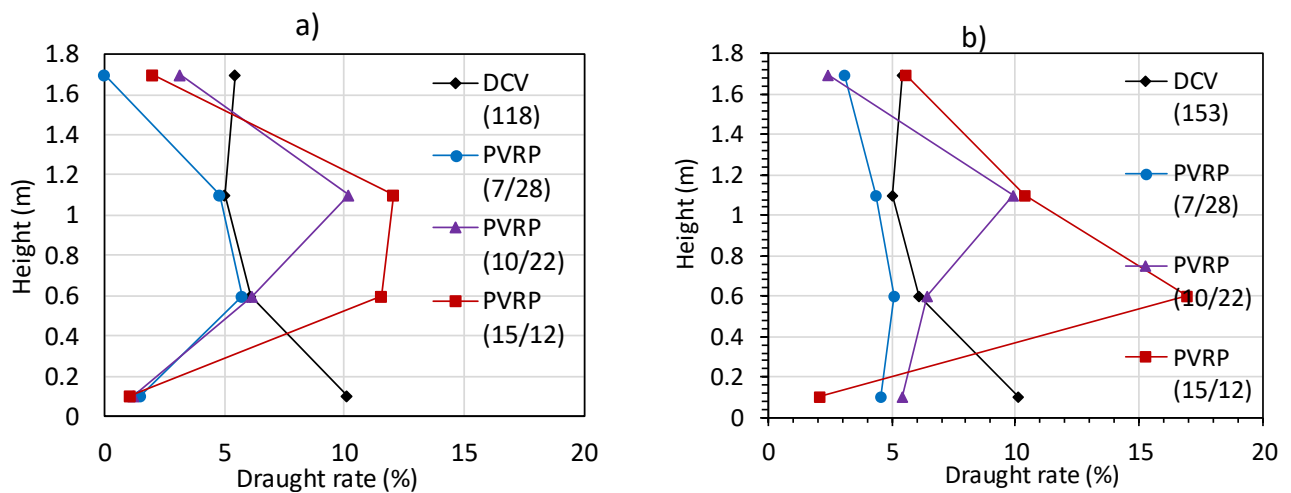 a)
1.8
1.6
1.4
1.2
1
0.8
0.6
0.4
0.2
0
Height (m)
0
5
10
15
20
Draught rate (%)
DCV
(118)
PVRP
(7/28)
PVRP
(10/22)
PVRP
(15/12)
b)
1.8
1.6
1.4
1.2
1
0.8
0.6
0.4
0.2
0
Height (m)
0
5
10
15
20
Draught rate (%)
DCV
(153)
PVRP
(7/28)
PVRP
(10/22)
PVRP
(15/12)